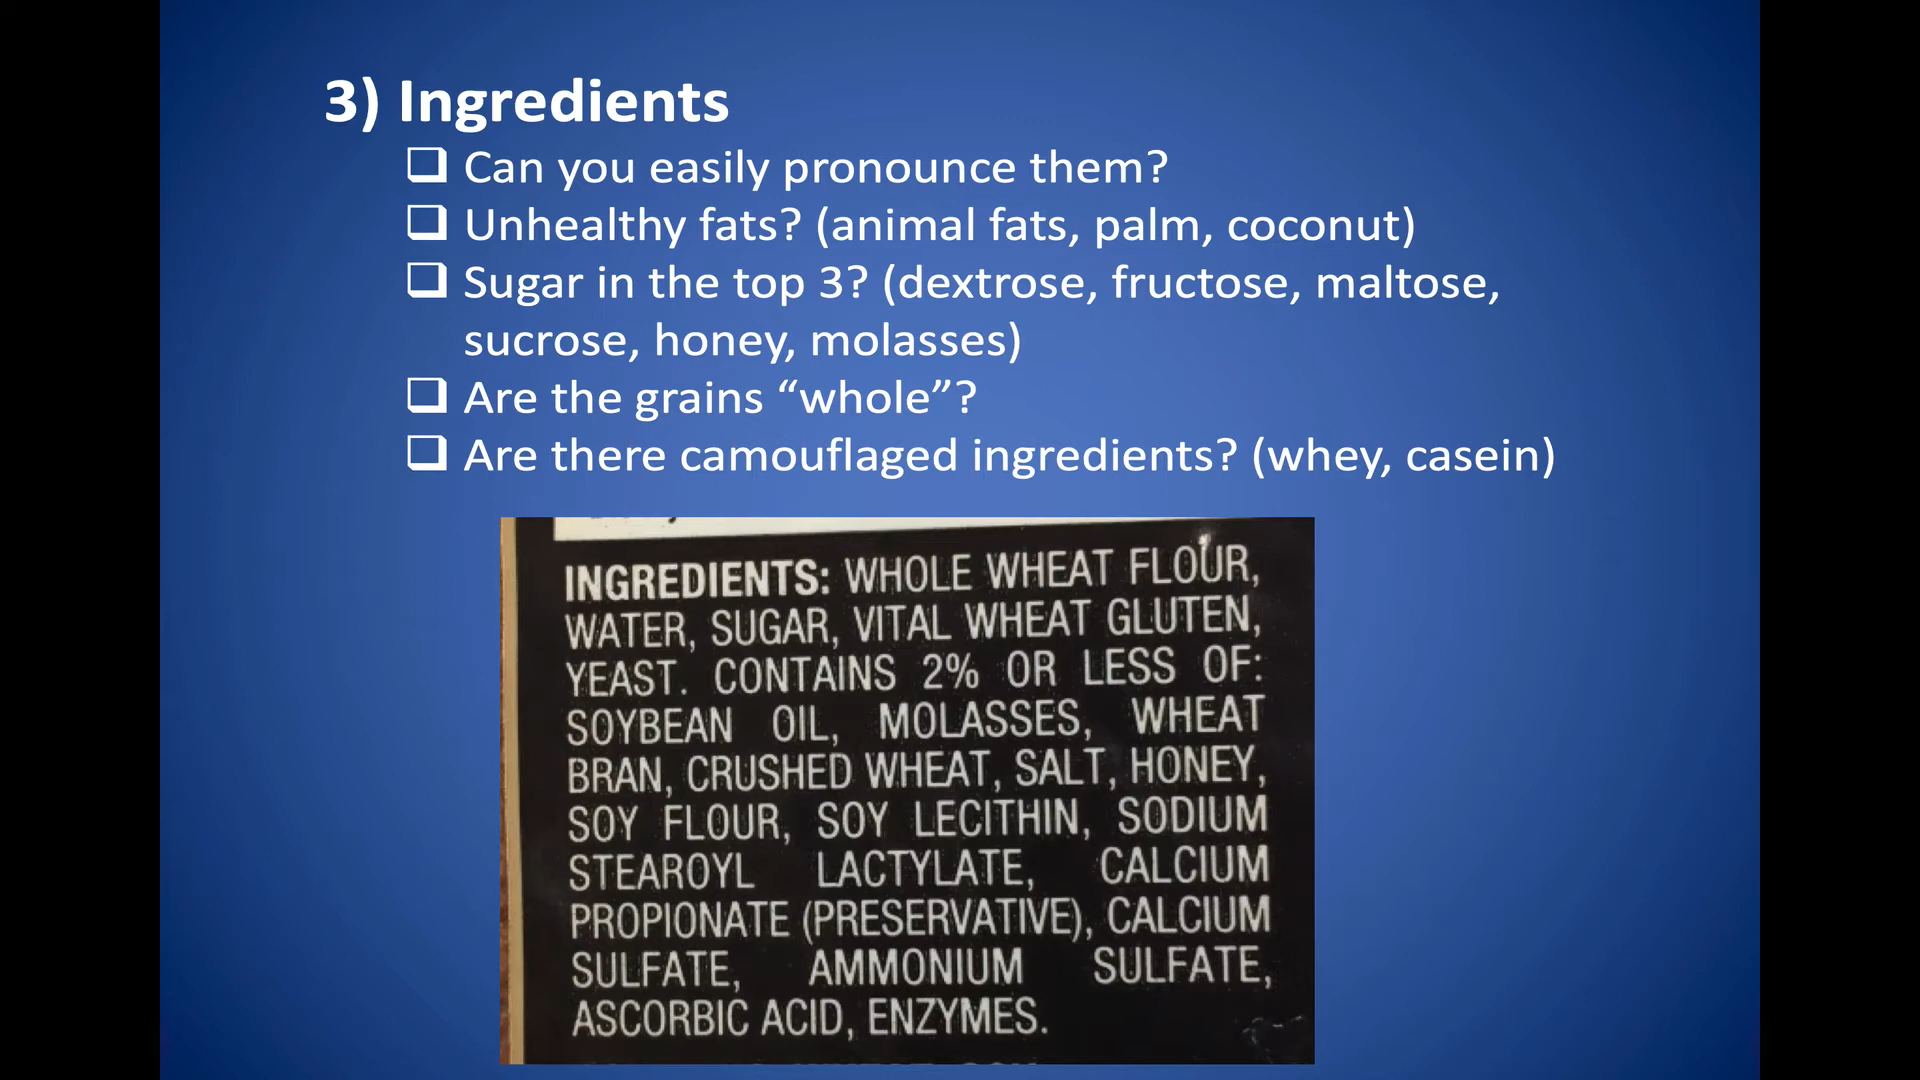 3) Ingredients
Can you easily pronounce them?
Unhealthy fats? (animal fats, palm, coconut)
Sugar in the top 3? (dextrose, fructose, maltose,
sucrose, honey, molasses)
Are the grains “whole”?
Are there camouflaged ingredients? (whey, casein)
INGREDIENTS: WHOLE WHEAT FLOUR,
WATER, SUGAR, VITAL WHEAT GLUTEN,
YEAST. CONTAINS 2% OR LESS OF:
SOYBEAN OIL, MOLASSES, WHEAT
BRAN, CRUSHED WHEAT, SALT, HONEY,
SOY FLOUR, SOY LECITHIN, SODIUM
STEAROYL LACTYLATE, CALCIUM
PROPIONATE (PRESERVATIVE), CALCIUM
SULFATE, AMMONIUM SULFATE,
ASCORBIC ACID, ENZYMES.